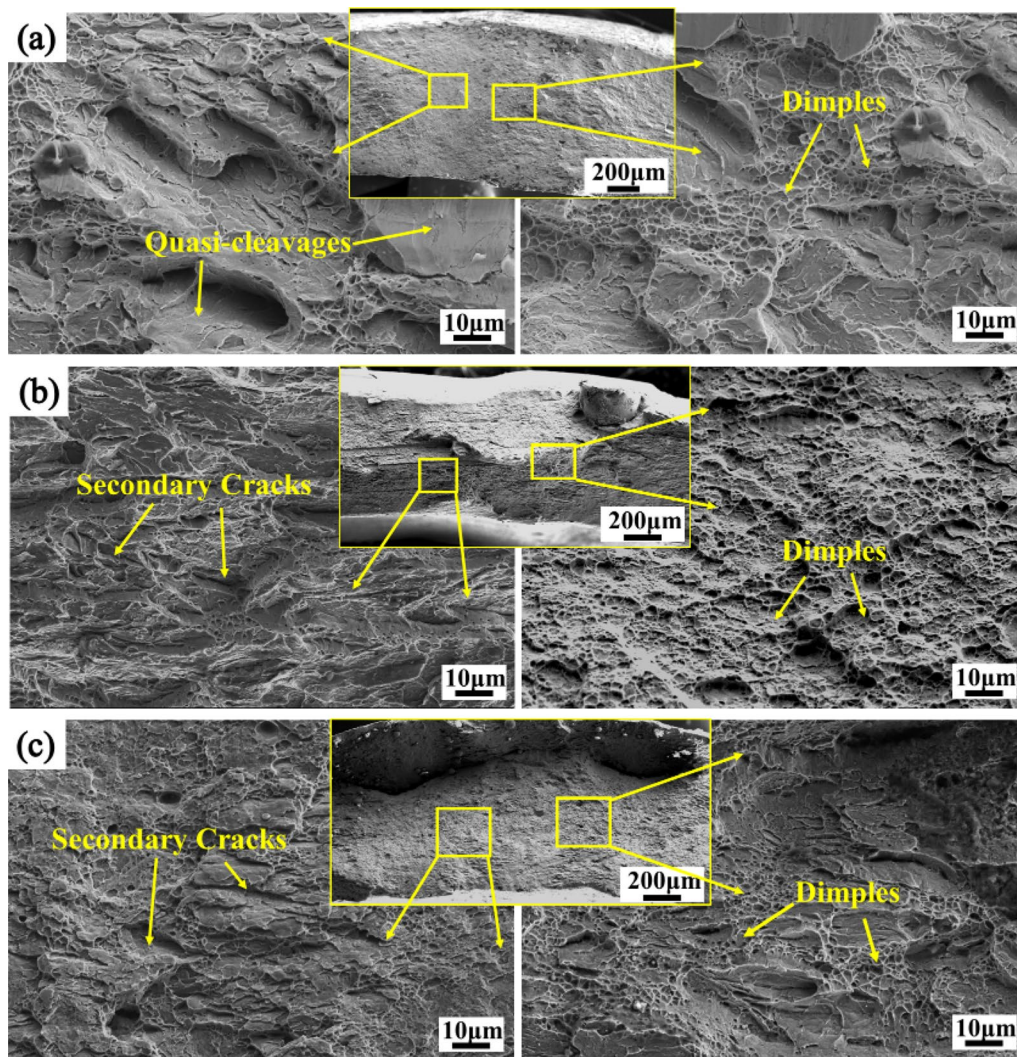 (a)
Dimples
200μm
Quasi-cleavages
10μm
10μm
(b)
Secondary Cracks
200μm
Dimples
10μm
10μm
(c)
Secondary Cracks
200μm
Dimples
10μm
10μm